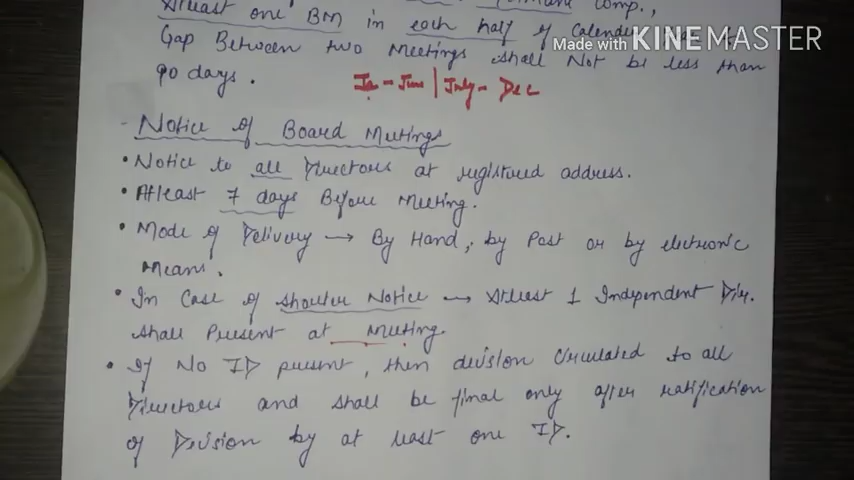 comp.,
Atleast one BM in each half of Calender
Gap Between two Meetings shall Not be less than
90 days.
Jan - June | July - Dec
- Notice of Board Meetings
• Notice to all Directors at registered address.
• Atleast 7 days Before Meeting.
• Mode of Delivery → By Hand, by Post or by electronic
Means.
• In Case of shorter Notice → Atleast 1 Independent Dir.
shall Present at Meeting.
• If No ID present, then decision Circulated to all
Directors and shall be final only after ratification
of Decision by at least one ID.
Made with KINEMASTER